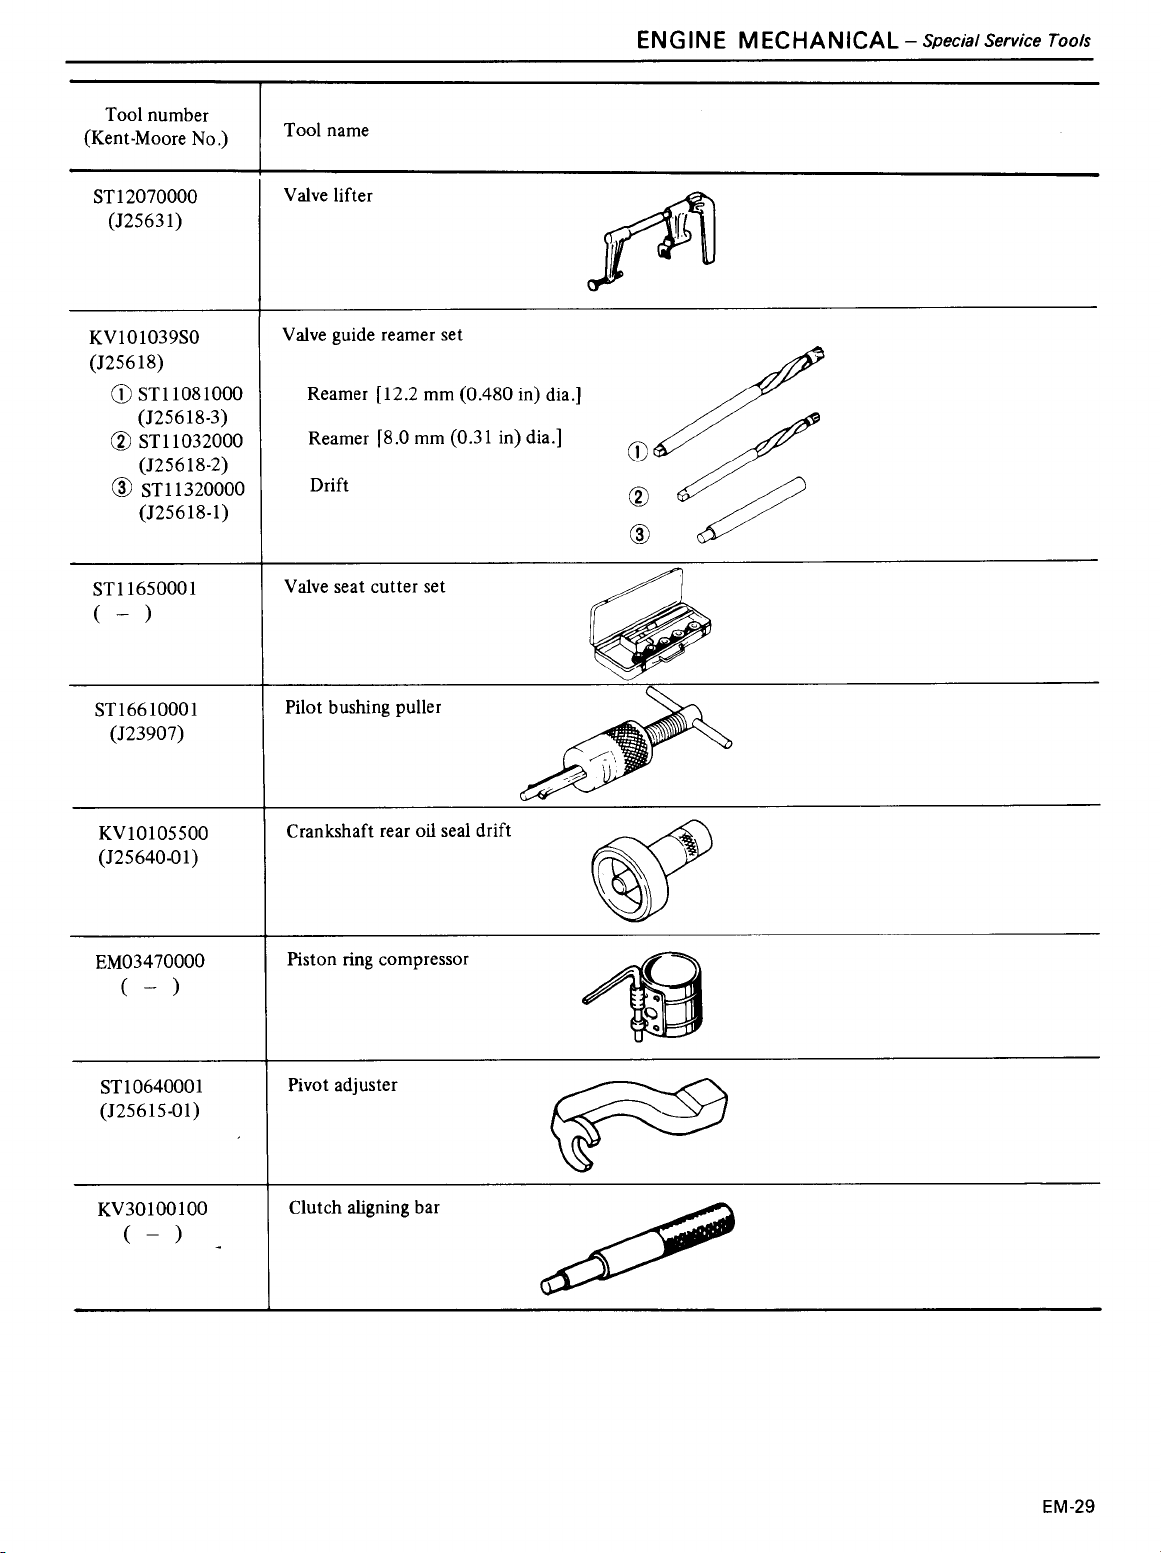 ENGINE MECHANICAL – Special Service Tools
Tool number
(Kent-Moore No.)
Tool name
ST12070000
(J25631)
Valve lifter
KV101039S0
(J25618)
Valve guide reamer set
① ST11081000
(J25618-3)
Reamer [12.2 mm (0.480 in) dia.]
② ST11032000
(J25618-2)
Reamer [8.0 mm (0.31 in) dia.]
③ ST11320000
(J25618-1)
Drift
①
②
③
ST11650001
( – )
Valve seat cutter set
ST16610001
(J23907)
Pilot bushing puller
KV10105500
(J25640-01)
Crankshaft rear oil seal drift
EM03470000
( – )
Piston ring compressor
ST10640001
(J25615-01)
Pivot adjuster
KV30100100
( – )
Clutch aligning bar
EM-29